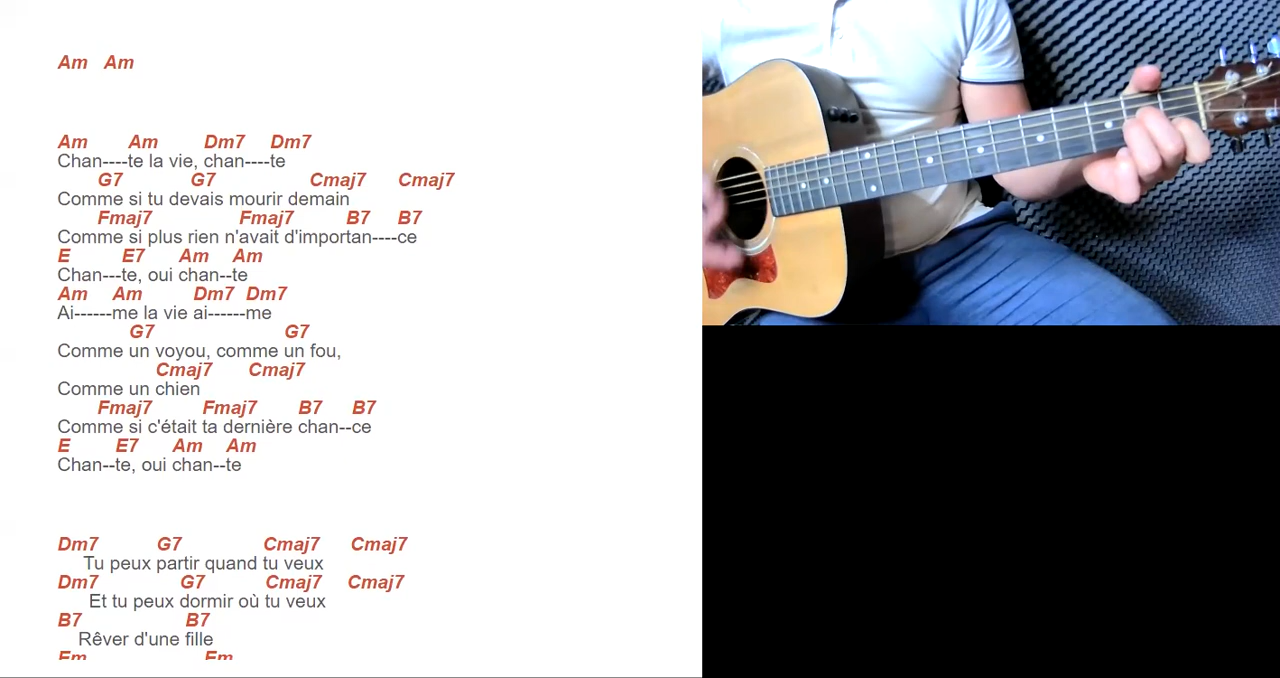 Am Am
Am Am Dm7 Dm7
Chan----te la vie, chan----te
G7 G7 Cmaj7 Cmaj7
Comme si tu devais mourir demain
Fmaj7 Fmaj7 B7 B7
Comme si plus rien n'avait d'importan----ce
E E7 Am Am
Chan---te, oui chan--te
Am Am Dm7 Dm7
Ai------me la vie ai------me
G7 G7
Comme un voyou, comme un fou,
Cmaj7 Cmaj7
Comme un chien
Fmaj7 Fmaj7 B7 B7
Comme si c'était ta dernière chan--ce
E E7 Am Am
Chan--te, oui chan--te
Dm7 G7 Cmaj7 Cmaj7
Tu peux partir quand tu veux
Dm7 G7 Cmaj7 Cmaj7
Et tu peux dormir où tu veux
B7 B7
Rêver d'une fille
Em Em